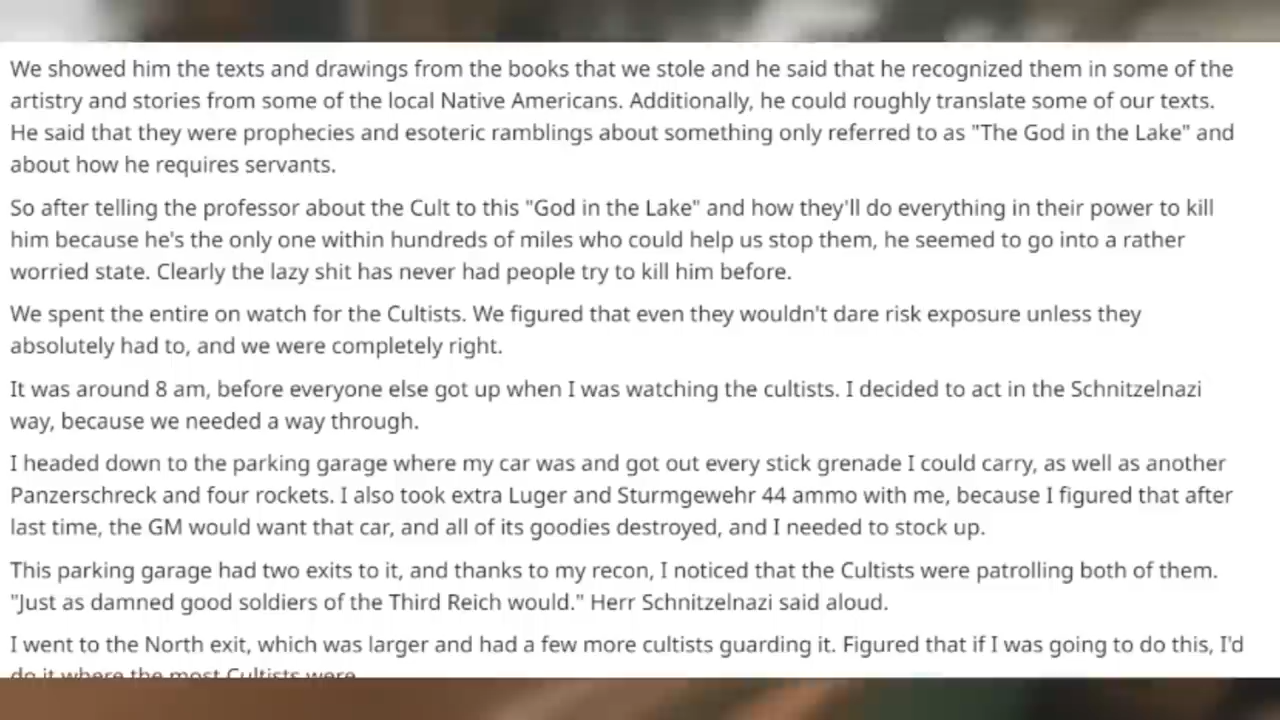 We showed him the texts and drawings from the books that we stole and he said that he recognized them in some of the
artistry and stories from some of the local Native Americans. Additionally, he could roughly translate some of our texts.
He said that they were prophecies and esoteric ramblings about something only referred to as "The God in the Lake" and
about how he requires servants.
So after telling the professor about the Cult to this "God in the Lake" and how they'll do everything in their power to kill
him because he's the only one within hundreds of miles who could help us stop them, he seemed to go into a rather
worried state. Clearly the lazy shit has never had people try to kill him before.
We spent the entire on watch for the Cultists. We figured that even they wouldn't dare risk exposure unless they
absolutely had to, and we were completely right.
It was around 8 am, before everyone else got up when I was watching the cultists. I decided to act in the Schnitzelnazi
way, because we needed a way through.
I headed down to the parking garage where my car was and got out every stick grenade I could carry, as well as another
Panzerschreck and four rockets. I also took extra Luger and Sturmgewehr 44 ammo with me, because I figured that after
last time, the GM would want that car, and all of its goodies destroyed, and I needed to stock up.
This parking garage had two exits to it, and thanks to my recon, I noticed that the Cultists were patrolling both of them.
"Just as damned good soldiers of the Third Reich would." Herr Schnitzelnazi said aloud.
I went to the North exit, which was larger and had a few more cultists guarding it. Figured that if I was going to do this, I'd
do it where the most Cultists were.